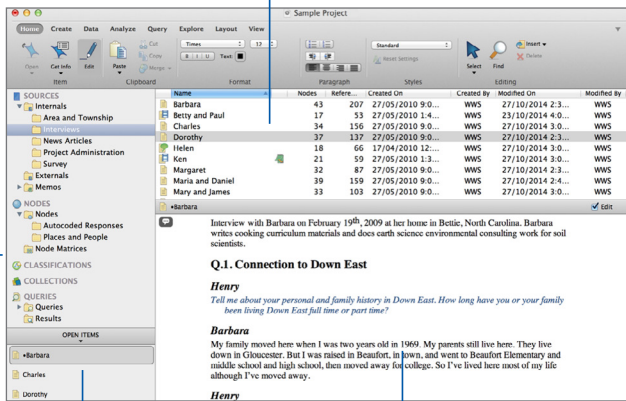 Sample Project
Home Create Data Analyze Query Explore Layout View
Open Get Info Edit Paste Cut Copy Merge Times 12 B I U Text Standard Reset Settings Select Find Insert Delete
Item Clipboard Format Paragraph Styles Editing
SOURCES
Internals
Area and Township
Interviews
News Articles
Project Administration
Survey
Externals
Memos
NODES
Nodes
Autocoded Responses
Places and People
Node Matrices
CLASSIFICATIONS
COLLECTIONS
QUERIES
Queries
Results
OPEN ITEMS
•Barbara
Charles
Dorothy
Name Nodes Refere... Created On Created By Modified On Modified By
Barbara 43 207 27/05/2010 9:0... WWS 27/10/2014 2:3... WWS
Betty and Paul 17 53 27/05/2010 1:4... WWS 23/10/2014 4:0... WWS
Charles 34 156 27/05/2010 9:0... WWS 27/10/2014 3:0... WWS
Dorothy 37 137 27/05/2010 9:0... WWS 27/10/2014 2:3... WWS
Helen 18 66 17/04/2010 12:... WWS 27/10/2014 3:0... WWS
Ken 21 59 27/05/2010 1:3... WWS 27/10/2014 3:0... WWS
Margaret 32 87 27/05/2010 9:0... WWS 27/10/2014 2:3... WWS
Maria and Daniel 39 159 27/05/2010 9:0... WWS 27/10/2014 2:4... WWS
Mary and James 33 103 27/05/2010 9:0... WWS 27/10/2014 3:0... WWS
•Barbara Edit
Interview with Barbara on February 19th, 2009 at her home in Bettie, North Carolina. Barbara
writes cooking curriculum materials and does earth science environmental consulting work for soil
scientists.
Q.1. Connection to Down East
Henry
Tell me about your personal and family history in Down East. How long have you or your family
been living Down East full time or part time?
Barbara
My family moved here when I was two years old in 1969. My parents still live here. They live
down in Gloucester. But I was raised in Beaufort, in town, and went to Beaufort Elementary and
middle school and high school, then moved away for college. So I've lived here most of my life
although I've moved away.
Henry